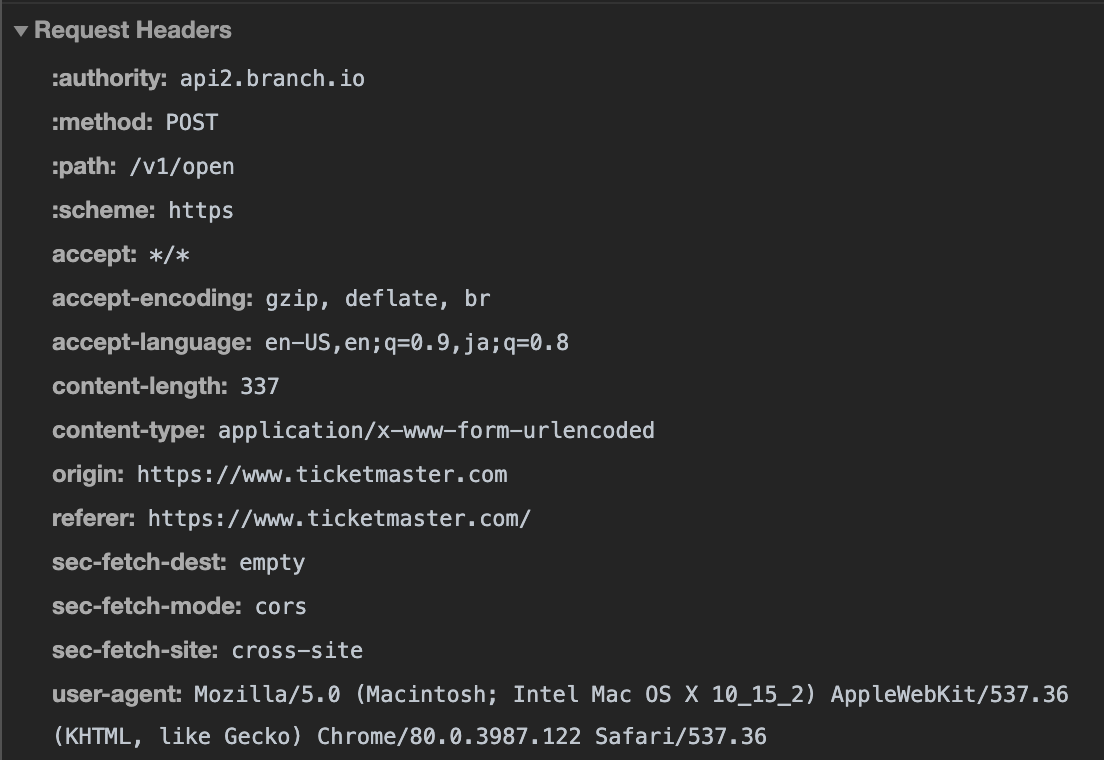 Request Headers
:authority: api2.branch.io
:method: POST
:path: /v1/open
:scheme: https
accept: */*
accept-encoding: gzip, deflate, br
accept-language: en-US,en;q=0.9,ja;q=0.8
content-length: 337
content-type: application/x-www-form-urlencoded
origin: https://www.ticketmaster.com
referer: https://www.ticketmaster.com/
sec-fetch-dest: empty
sec-fetch-mode: cors
sec-fetch-site: cross-site
user-agent: Mozilla/5.0 (Macintosh; Intel Mac OS X 10_15_2) AppleWebKit/537.36
(KHTML, like Gecko) Chrome/80.0.3987.122 Safari/537.36